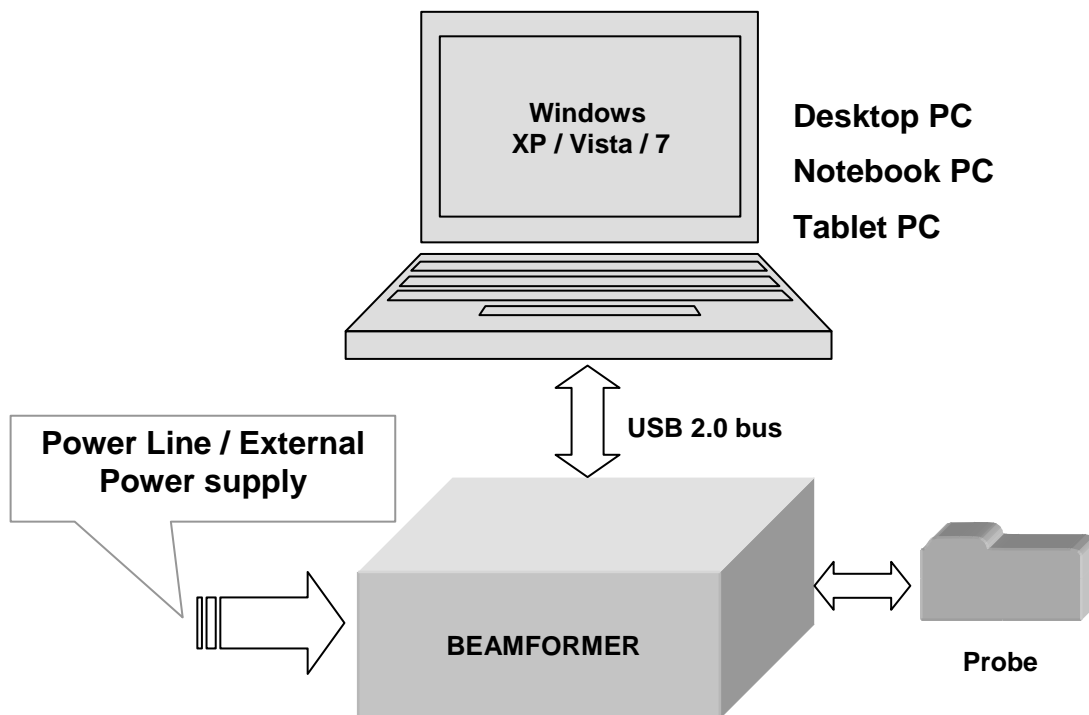 Windows
XP / Vista / 7
Desktop PC
Notebook PC
Tablet PC
USB 2.0 bus
Power Line / External
Power supply
BEAMFORMER
Probe